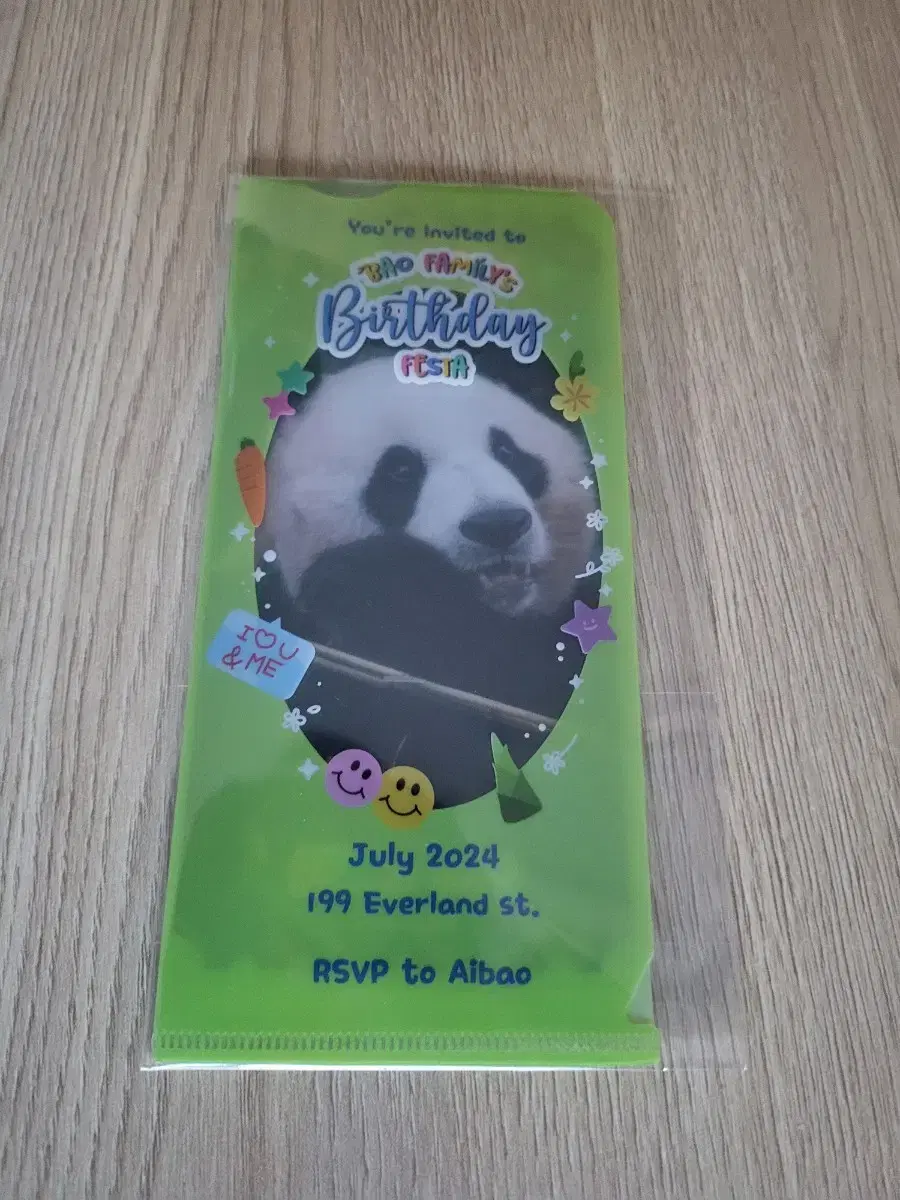 You're invited to
BAO FAMILY'S
Birthday
FESTA
I♡U
& ME
July 2024
199 Everland st.
RSVP to Aibao